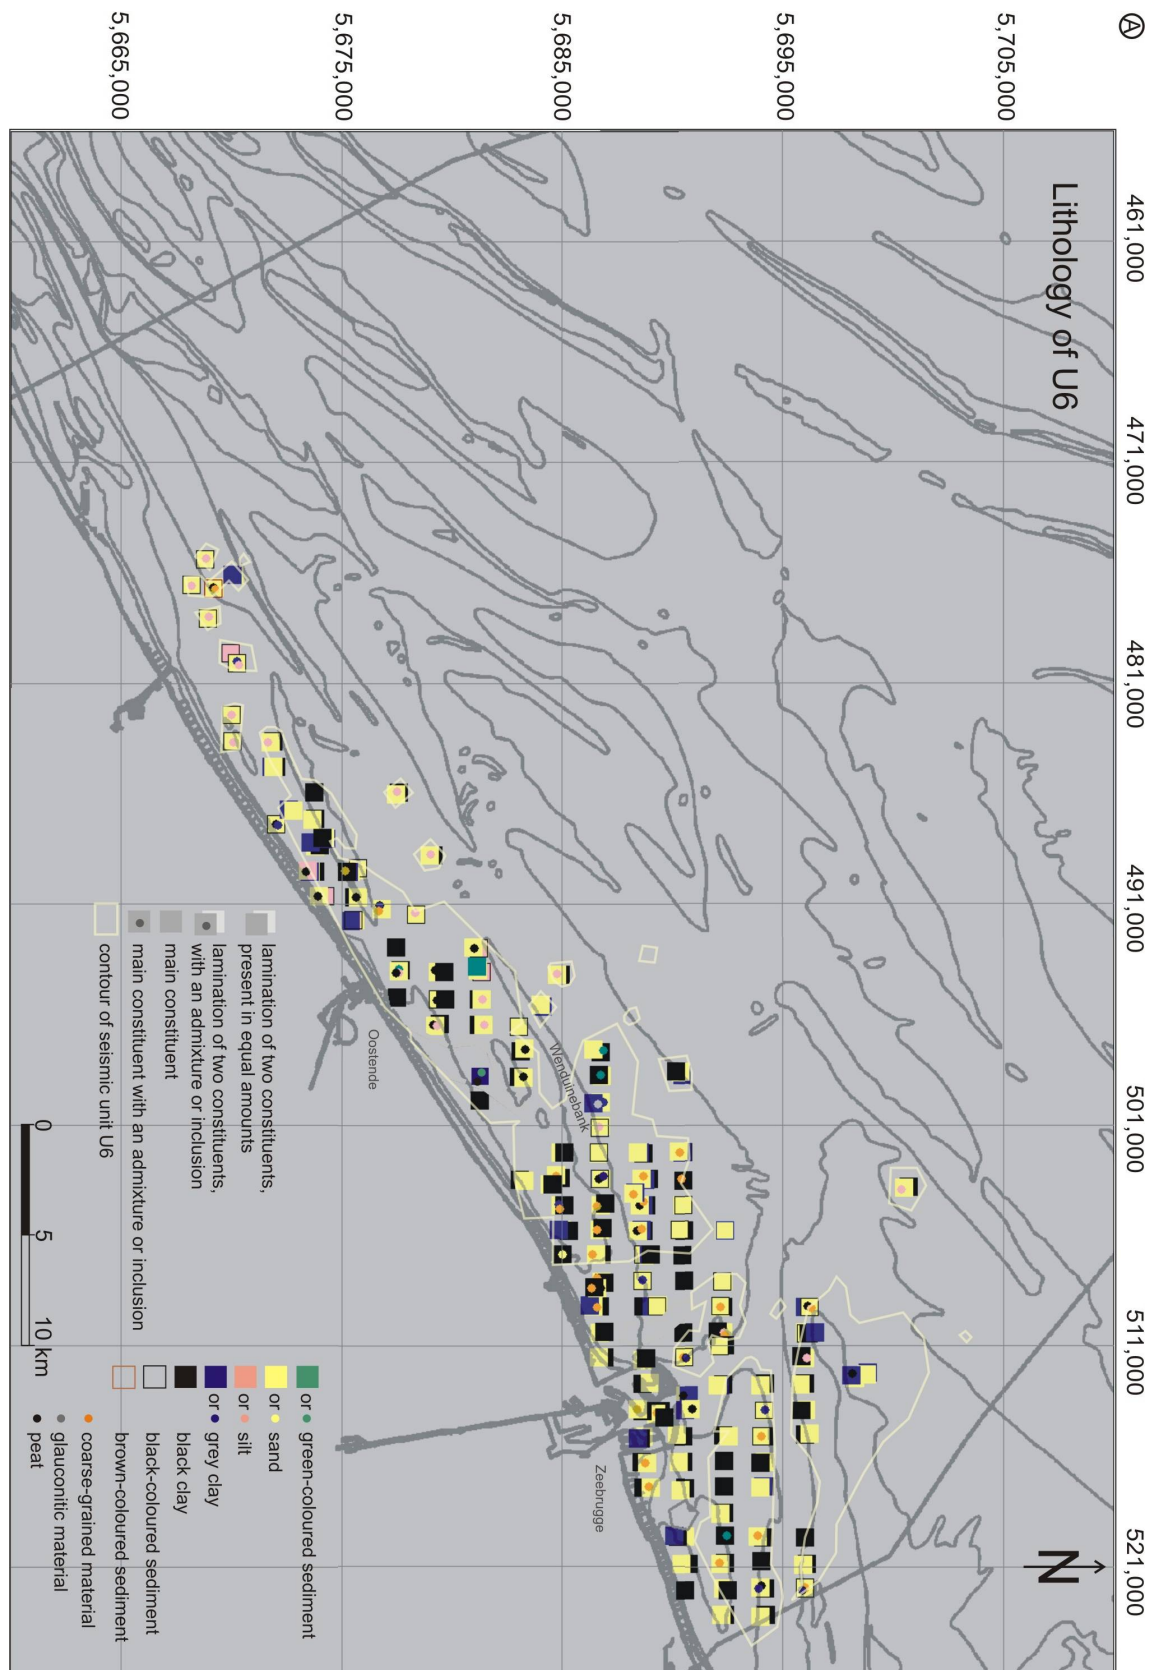 A
Lithology of U6
461,000
471,000
481,000
491,000
501,000
511,000
521,000
5,705,000
5,695,000
5,685,000
5,675,000
5,665,000
N
Wenduinebank
Oostende
Zeebrugge
lamination of two constituents,
present in equal amounts
lamination of two constituents,
with an admixture or inclusion
main constituent
main constituent with an admixture or inclusion
contour of seismic unit U6
or green-coloured sediment
or sand
or silt
or grey clay
black clay
black-coloured sediment
brown-coloured sediment
coarse-grained material
glauconitic material
peat
0 5 10 km